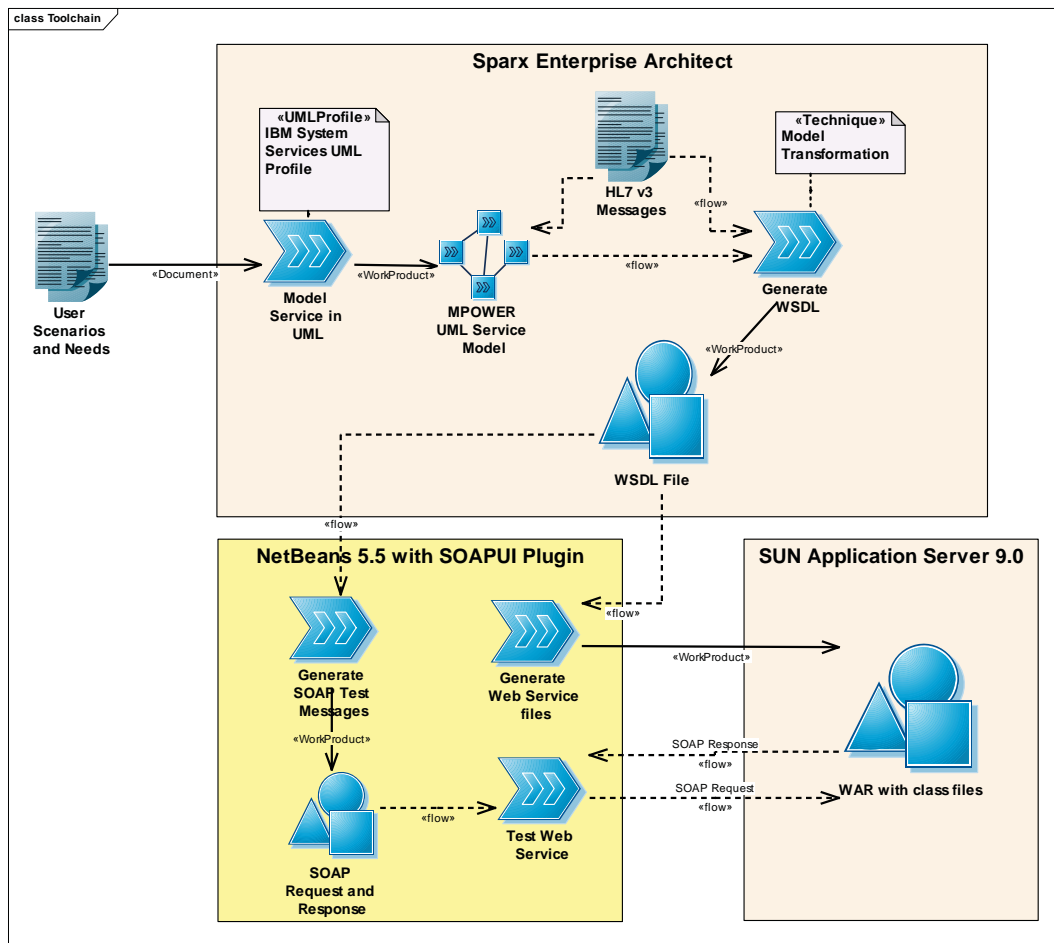 class Toolchain
Sparx Enterprise Architect
«UMLProfile»
IBM System
Services UML
Profile
«Technique»
Model
Transformation
HL7 v3
Messages
«flow»
«Document»
«WorkProduct»
«flow»
User
Scenarios
and Needs
Model
Service in
UML
MPOWER
UML Service
Model
Generate
WSDL
«WorkProduct»
WSDL File
«flow»
NetBeans 5.5 with SOAPUI Plugin
SUN Application Server 9.0
«flow»
Generate
SOAP Test
Messages
Generate
Web Service
files
«WorkProduct»
«WorkProduct»
SOAP Response
«flow»
SOAP Request
«flow»
WAR with class files
«flow»
Test Web
Service
SOAP
Request and
Response